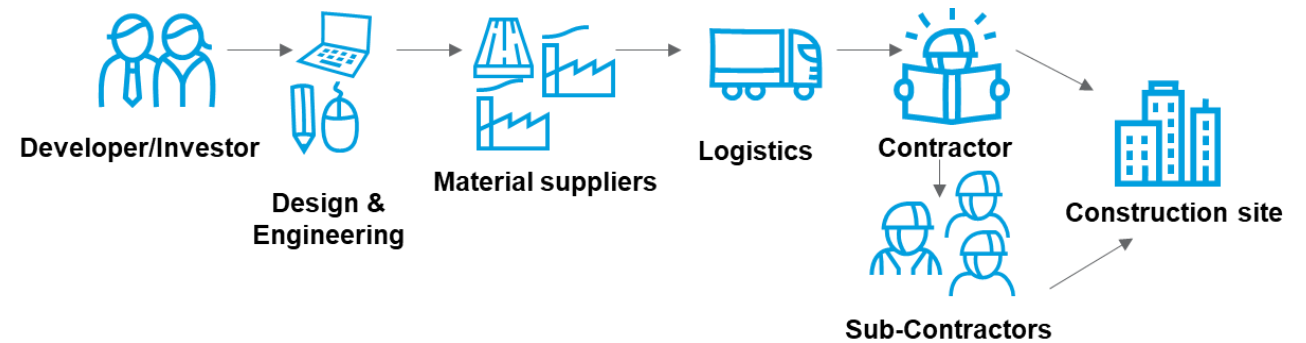 Developer/Investor
Design &
Engineering
Material suppliers
Logistics
Contractor
Sub-Contractors
Construction site